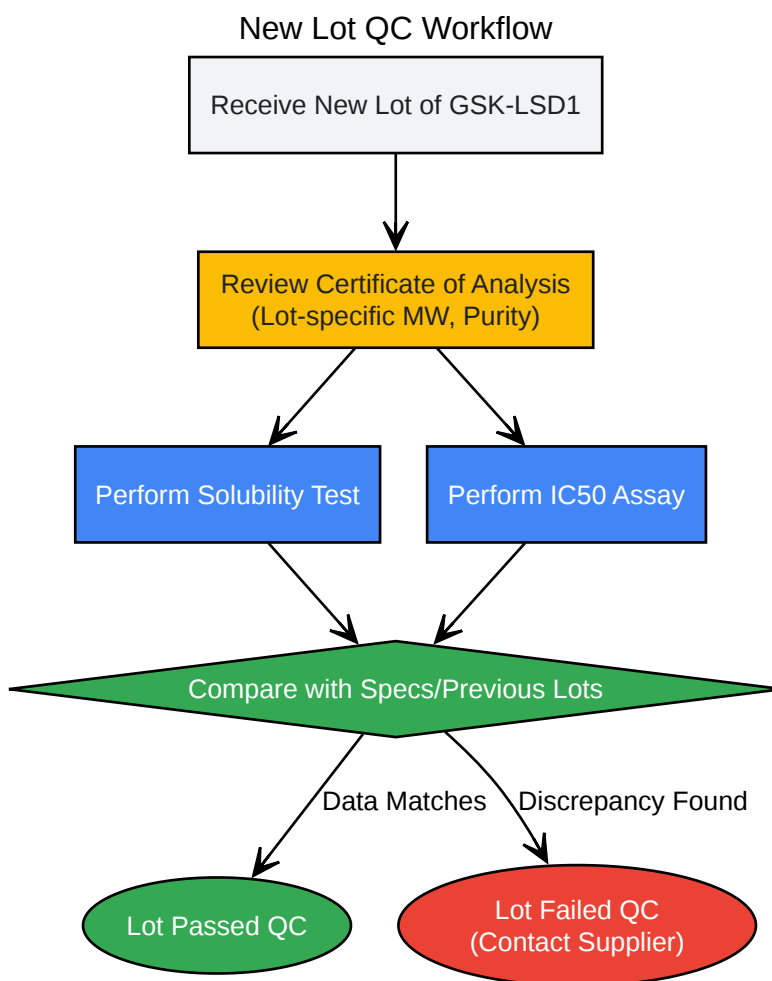 New Lot QC Workflow
Receive New Lot of GSK-LSD1
Review Certificate of Analysis
(Lot-specific MW, Purity)
Perform Solubility Test
Perform IC50 Assay
Compare with Specs/Previous Lots
Data Matches
Discrepancy Found
Lot Passed QC
Lot Failed QC
(Contact Supplier)